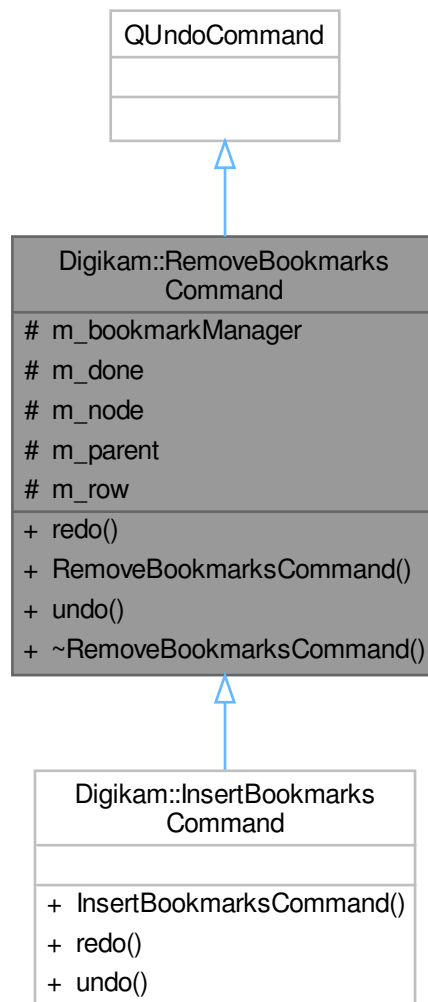 QUndoCommand
Digikam::RemoveBookmarks
Command
# m_bookmarkManager
# m_done
# m_node
# m_parent
# m_row
+ redo()
+ RemoveBookmarksCommand()
+ undo()
+ ~RemoveBookmarksCommand()
Digikam::InsertBookmarks
Command
+ InsertBookmarksCommand()
+ redo()
+ undo()